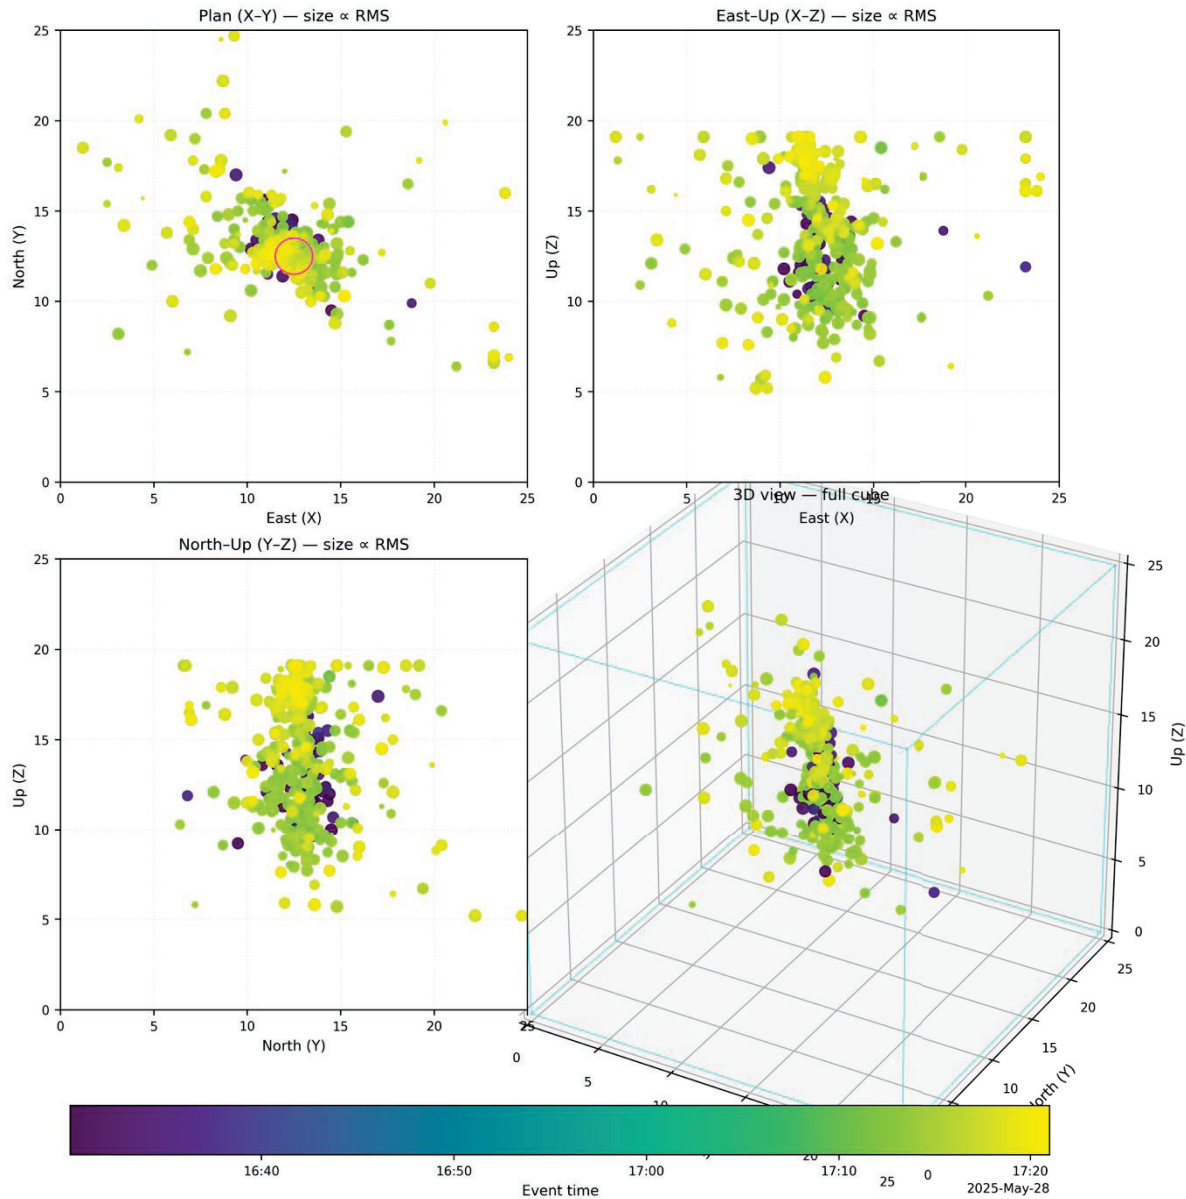 Plan (X–Y) — size ∝ RMS
East–Up (X–Z) — size ∝ RMS
25
20
15
10
5
0
North (Y)
0 5 10 15 20 25
East (X)
25
20
15
10
5
0
Up (Z)
0 5 10 15 20 25
East (X)
3D view — full cube
North–Up (Y–Z) — size ∝ RMS
25
20
15
10
5
0
Up (Z)
0 5 10 15 20 25
North (Y)
25
20
15
10
5
0
Up (Z)
25
20
15
10
orth (Y)
0
5
10
20
25
0
16:40 16:50 17:00 17:10 17:20
2025-May-28
Event time